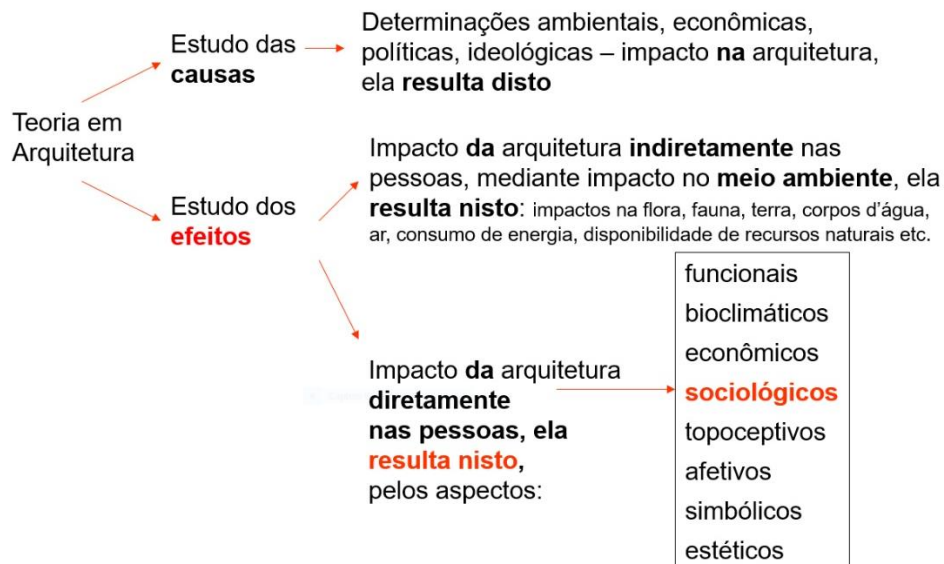 Teoria em
Arquitetura
Estudo das
causas
Determinações ambientais, econômicas,
políticas, ideológicas – impacto na arquitetura,
ela resulta disto
Estudo dos
efeitos
Impacto da arquitetura indiretamente nas
pessoas, mediante impacto no meio ambiente, ela
resulta nisto: impactos na flora, fauna, terra, corpos d’água,
ar, consumo de energia, disponibilidade de recursos naturais etc.
Impacto da arquitetura
diretamente
nas pessoas, ela
resulta nisto,
pelos aspectos:
funcionais
bioclimáticos
econômicos
sociológicos
topoceptivos
afetivos
simbólicos
estéticos